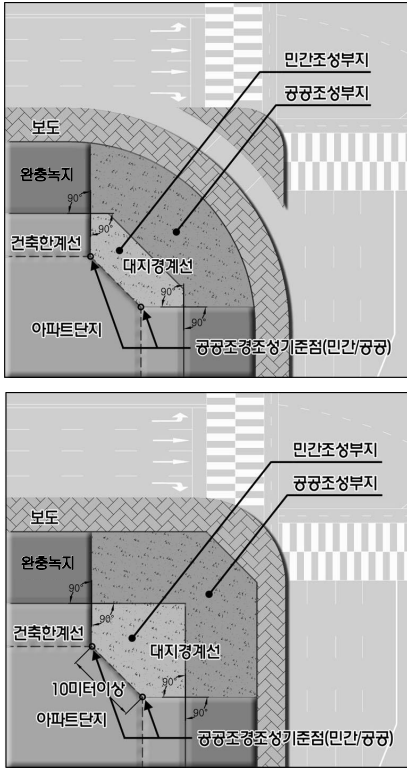 민간조성부지
공공조성부지
보도
완충녹지
90°
건축한계선
90°
대지경계선
90°
아파트단지
90°
공공조경조성기준점(민간/공공)
민간조성부지
공공조성부지
보도
완충녹지
90°
건축한계선
90°
대지경계선
10미터이상
90°
아파트단지
90°
공공조경조성기준점(민간/공공)